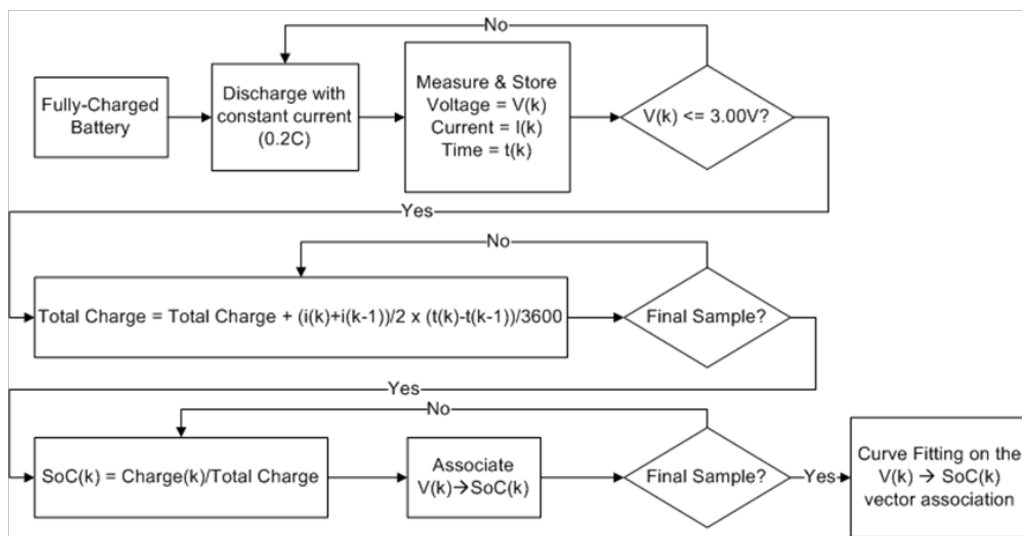 No
Fully-Charged
Battery
Discharge with
constant current
(0.2C)
Measure & Store
Voltage = V(k)
Current = I(k)
Time = t(k)
V(k) <= 3.00V?
Yes
No
Total Charge = Total Charge + (i(k)+i(k-1))/2 x (t(k)-t(k-1))/3600
Final Sample?
Yes
No
SoC(k) = Charge(k)/Total Charge
Associate
V(k)→SoC(k)
Final Sample?
Yes
Curve Fitting on the
V(k) → SoC(k)
vector association